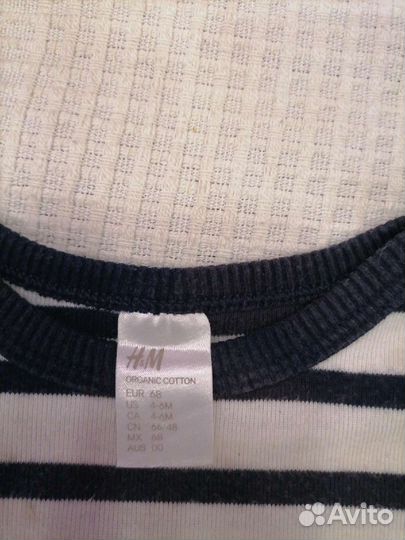 H&M
ORGANIC COTTON
EUR 68
US 4-6M
CA 4-6M
CN 66/48
MX 68
AUS 00
Avito